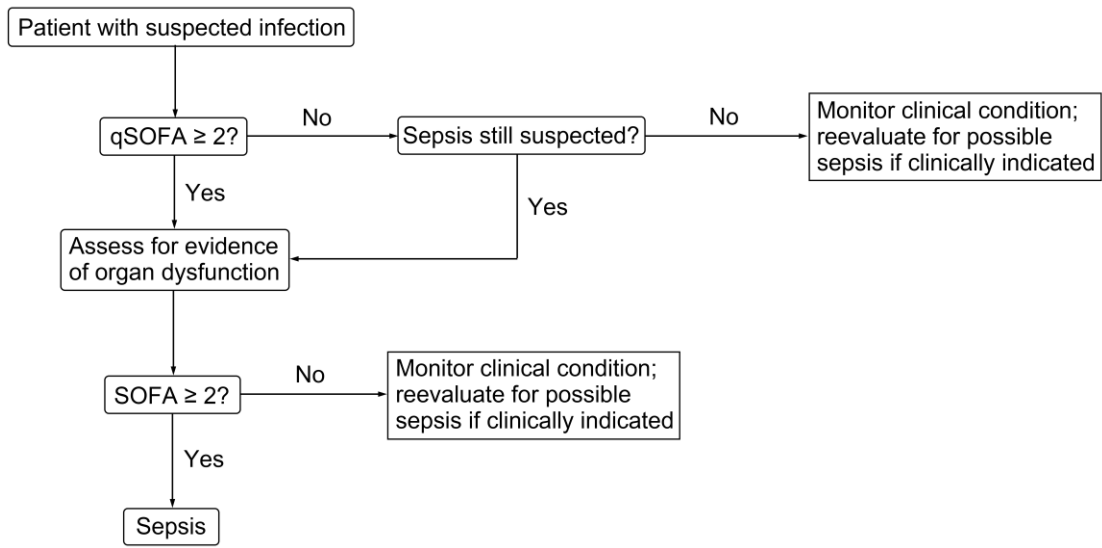 Patient with suspected infection
qSOFA ≥ 2?
No
Sepsis still suspected?
No
Monitor clinical condition;
reevaluate for possible
sepsis if clinically indicated
Yes
Yes
Assess for evidence
of organ dysfunction
SOFA ≥ 2?
No
Monitor clinical condition;
reevaluate for possible
sepsis if clinically indicated
Yes
Sepsis